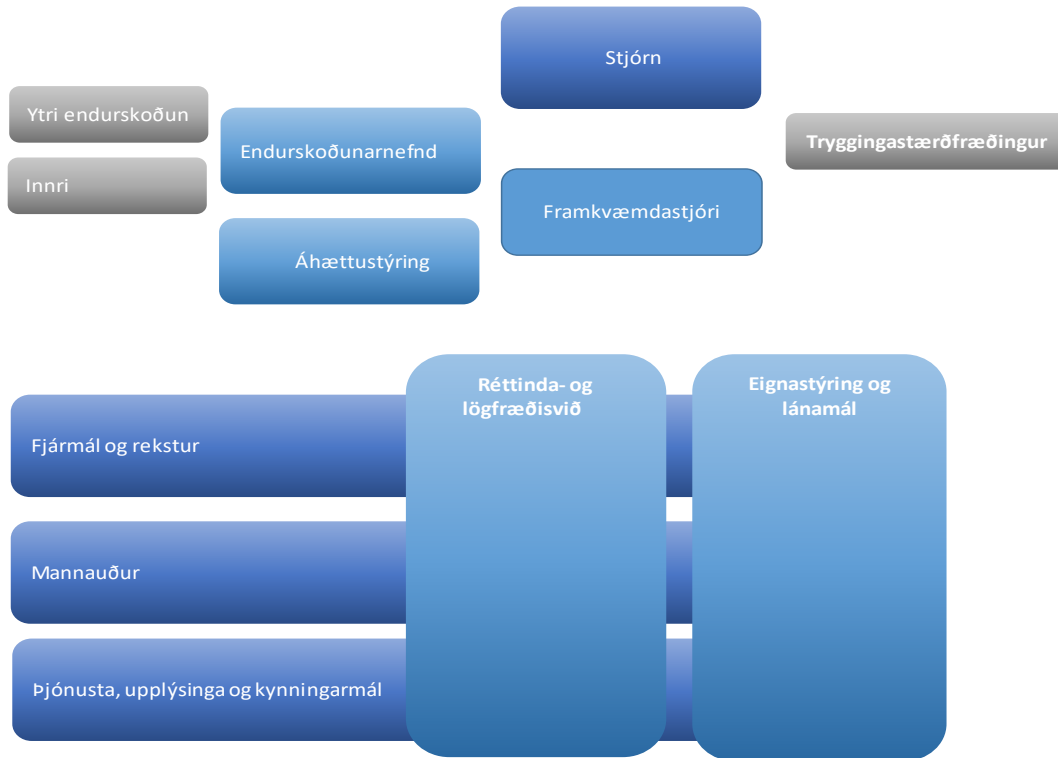 Stjórn
Ytri endurskoðun
Endurskoðunarnefnd
Tryggingastærðfræðingur
Innri
Framkvæmdastjóri
Áhættustýring
Réttinda- og
lögfræðisvið
Eignastýring og
lánamál
Fjármál og rekstur
Mannauður
Þjónusta, upplýsinga og kynningarmál